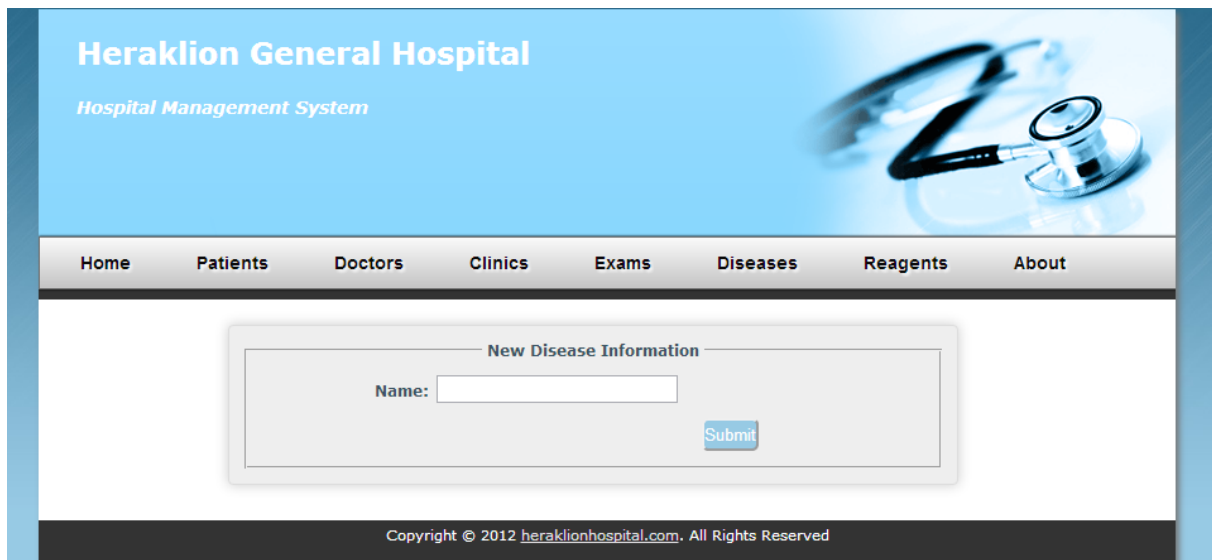 Heraklion General Hospital
Hospital Management System
Home Patients Doctors Clinics Exams Diseases Reagents About
New Disease Information
Name:
Submit
Copyright © 2012 heraklionhospital.com. All Rights Reserved